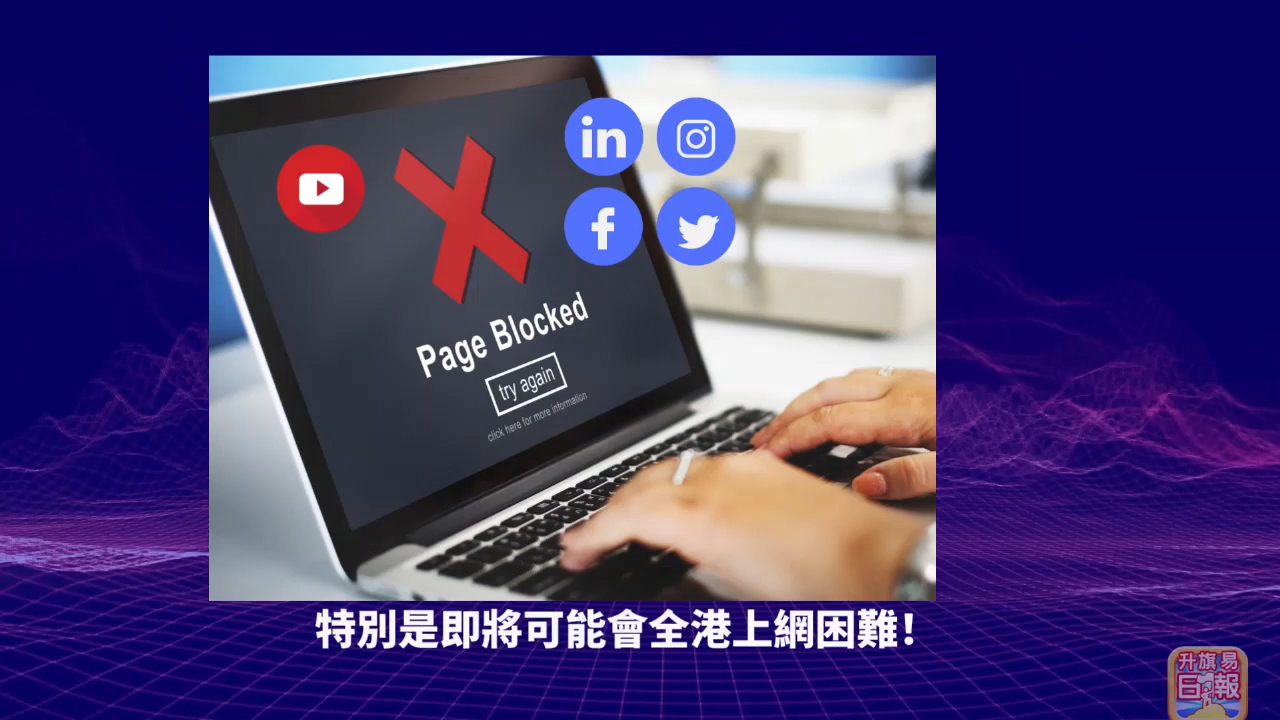 in
f
Page Blocked
try again
click here for more information
特別是即將可能會全港上網困難!
升旗易
日報